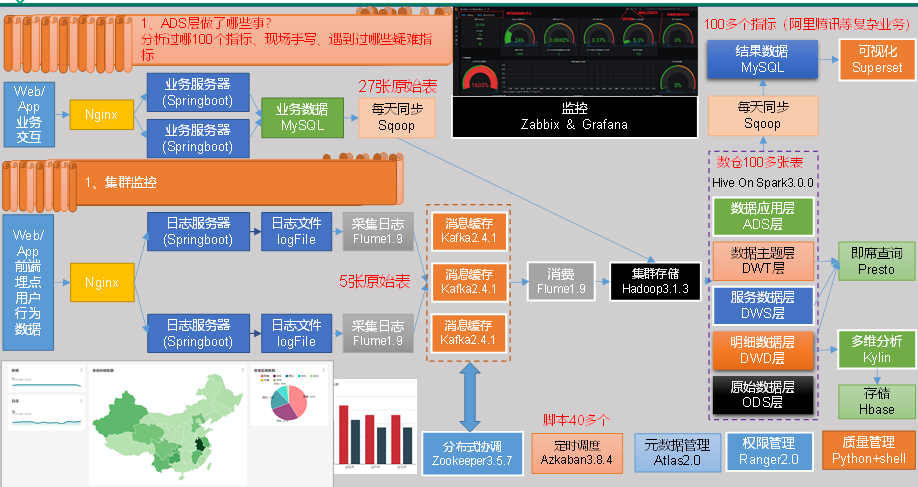 1、ADS层做了哪些事?
分析过哪100个指标、现场手写、遇到过哪些疑难指
标
100多个指标（阿里腾讯等复杂业务）
结果数据
MySQL
可视化
Superset
27张原始表
监控
Zabbix & Grafana
Web/
App
业务
交互
Nginx
业务服务器
(Springboot)
业务服务器
(Springboot)
业务数据
MySQL
每天同步
Sqoop
每天同步
Sqoop
1、集群监控
数仓100多张表
Hive On Spark3.0.0
数据应用层
ADS层
数据主题层
DWT层
服务数据层
DWS层
明细数据层
DWD层
原始数据层
ODS层
即席查询
Presto
多维分析
Kylin
存储
Hbase
Web/
App
前端
埋点
用户
行为
数据
Nginx
日志服务器
(Springboot)
日志文件
logFile
采集日志
Flume1.9
日志服务器
(Springboot)
日志文件
logFile
采集日志
Flume1.9
5张原始表
消息缓存
Kafka2.4.1
消息缓存
Kafka2.4.1
消息缓存
Kafka2.4.1
消费
Flume1.9
集群存储
Hadoop3.1.3
脚本40多个
分布式协调
Zookeeper3.5.7
定时调度
Azkaban3.8.4
元数据管理
Atlas2.0
权限管理
Ranger2.0
质量管理
Python+shell